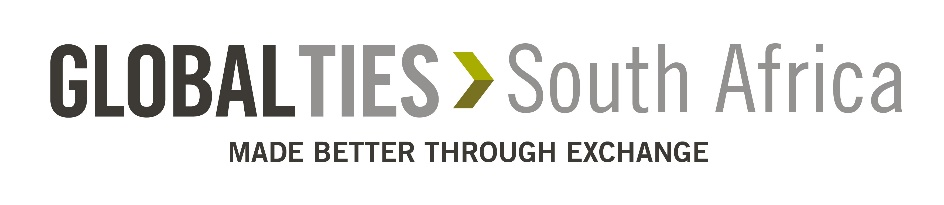 GLOBALTIES South Africa
MADE BETTER THROUGH EXCHANGE